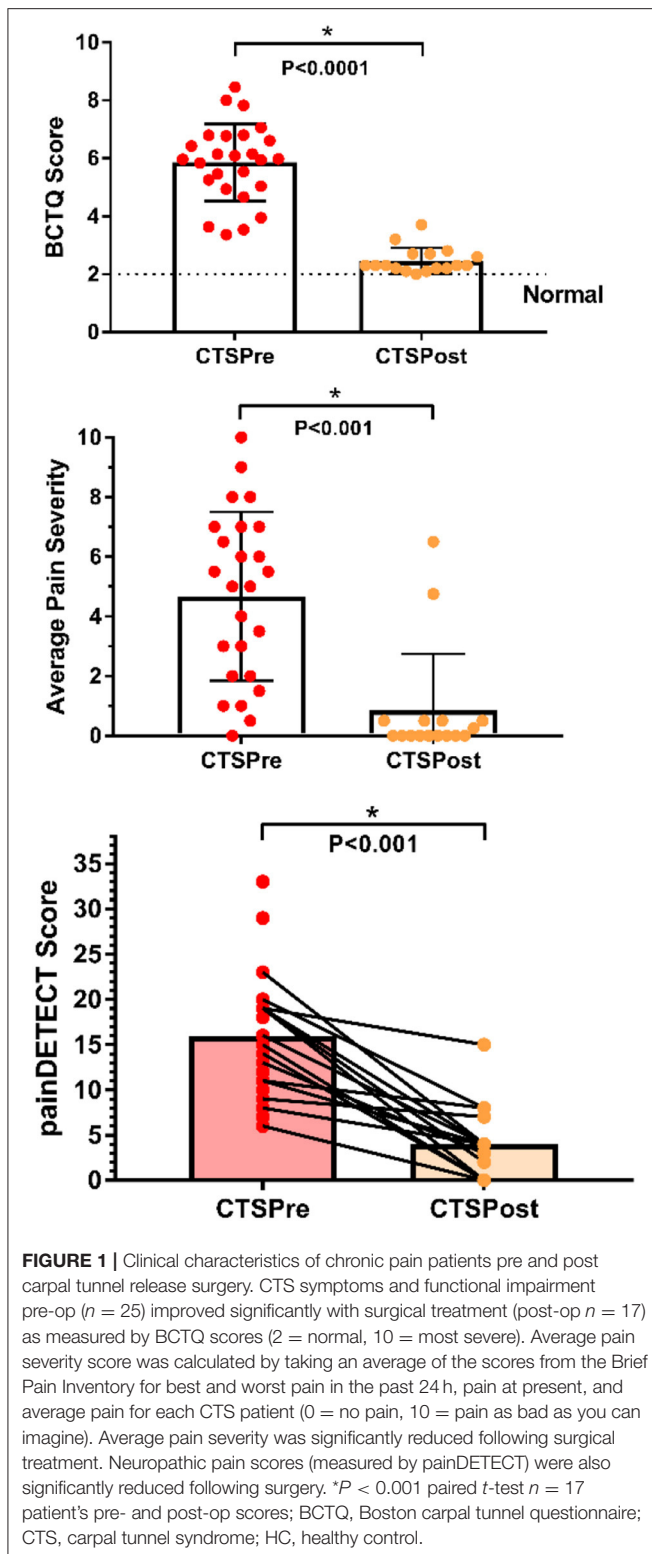 *
P<0.0001
10
8
6
4
2
0
BCTQ Score
Normal
CTSPre
CTSPost
*
P<0.001
10
8
6
4
2
0
Average Pain Severity
CTSPre
CTSPost
*
P<0.001
35
30
25
20
15
10
5
0
painDETECT Score
CTSPre
CTSPost
FIGURE 1 | Clinical characteristics of chronic pain patients pre and post
carpal tunnel release surgery. CTS symptoms and functional impairment
pre-op (n = 25) improved significantly with surgical treatment (post-op n = 17)
as measured by BCTQ scores (2 = normal, 10 = most severe). Average pain
severity score was calculated by taking an average of the scores from the Brief
Pain Inventory for best and worst pain in the past 24 h, pain at present, and
average pain for each CTS patient (0 = no pain, 10 = pain as bad as you can
imagine). Average pain severity was significantly reduced following surgical
treatment. Neuropathic pain scores (measured by painDETECT) were also
significantly reduced following surgery. *P < 0.001 paired t-test n = 17
patient's pre- and post-op scores; BCTQ, Boston carpal tunnel questionnaire;
CTS, carpal tunnel syndrome; HC, healthy control.